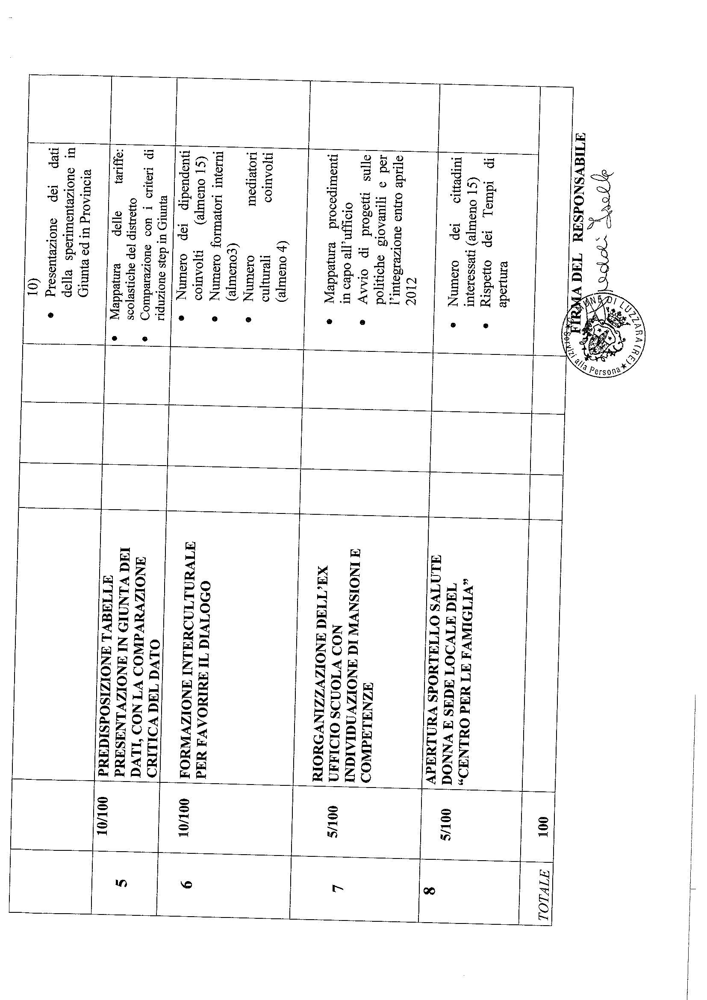 10)
• Presentazione dei dati
della sperimentazione in
Giunta ed in Provincia
5
10/100
PREDISPOSIZIONE TABELLE
PRESENTAZIONE IN GIUNTA DEI
DATI, CON LA COMPARAZIONE
CRITICA DEL DATO
• Mappatura delle tariffe:
scolastiche del distretto
• Comparazione con i criteri di
riduzione step in Giunta
6
10/100
FORMAZIONE INTERCULTURALE
PER FAVORIRE IL DIALOGO
• Numero dei dipendenti
coinvolti (almeno 15)
• Numero formatori interni
(almeno3)
• Numero mediatori
culturali coinvolti
(almeno 4)
7
5/100
RIORGANIZZAZIONE DELL'EX
UFFICIO SCUOLA CON
INDIVIDUAZIONE DI MANSIONI E
COMPETENZE
• Mappatura procedimenti
in capo all'ufficio
• Avvio di progetti sulle
politiche giovanili e per
l'integrazione entro aprile
2012
8
5/100
APERTURA SPORTELLO SALUTE
DONNA E SEDE LOCALE DEL
“CENTRO PER LE FAMIGLIA”
• Numero dei cittadini
interessati (almeno 15)
• Rispetto dei Tempi di
apertura
TOTALE
100
FIRMA DEL RESPONSABILE
COMUNE DI LUZZARA (RE)
★ Servizi alla Persona ★